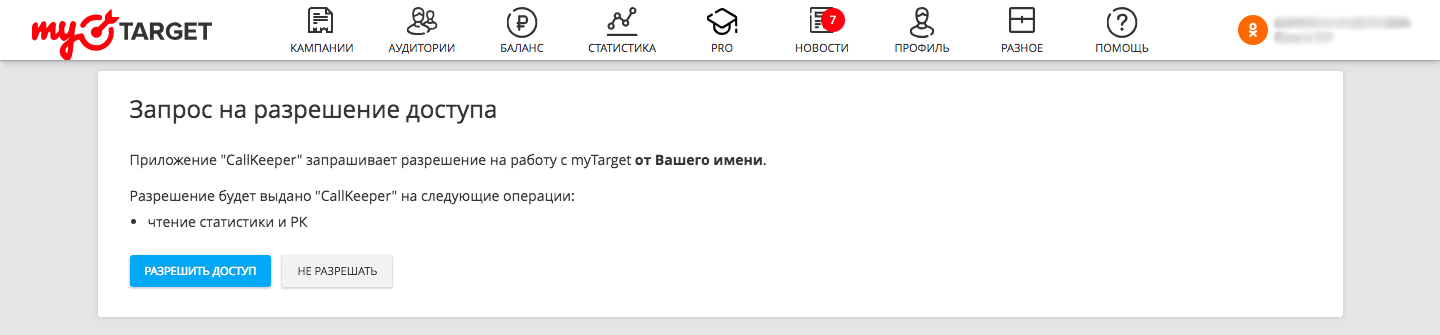 myTARGET
КАМПАНИИ АУДИТОРИИ БАЛАНС СТАТИСТИКА PRO 7 НОВОСТИ ПРОФИЛЬ РАЗНОЕ ПОМОЩЬ
Запрос на разрешение доступа
Приложение "CallKeeper" запрашивает разрешение на работу с myTarget от Вашего имени.
Разрешение будет выдано "CallKeeper" на следующие операции:
• чтение статистики и РК
РАЗРЕШИТЬ ДОСТУП НЕ РАЗРЕШАТЬ